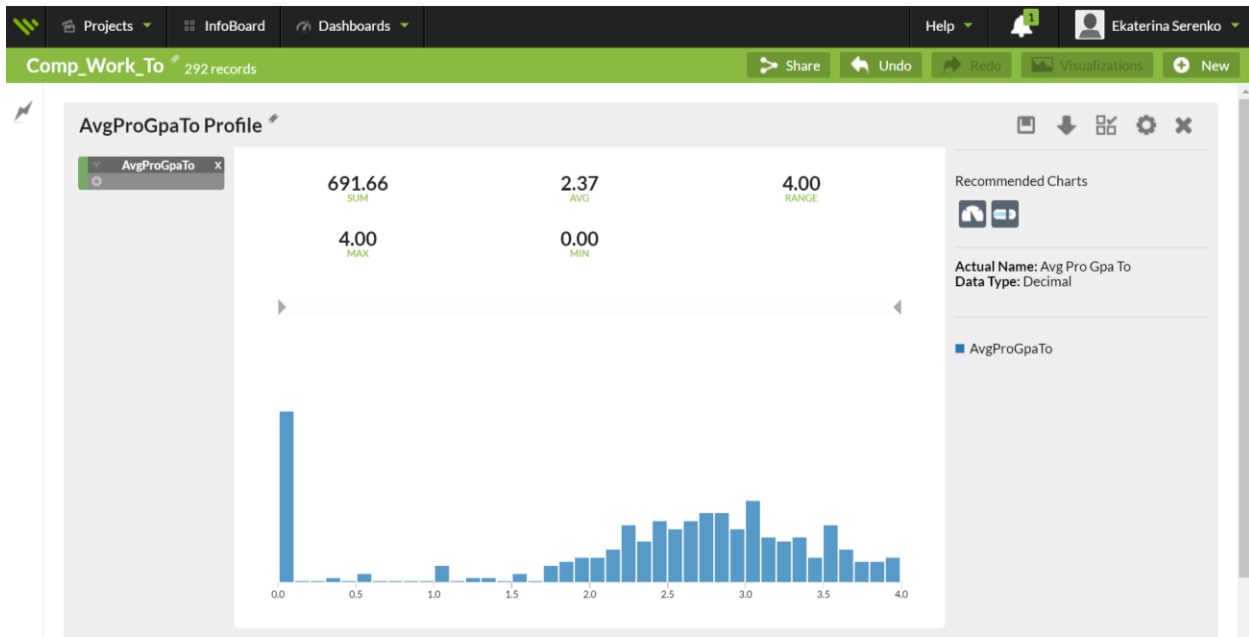 Projects InfoBoard Dashboards Help 1 Ekaterina Serenko
Comp_Work_To 292 records Share Undo Redo Visualizations New
AvgProGpaTo Profile
AvgProGpaTo x
691.66 2.37 4.00
SUM AVG RANGE
4.00 0.00
MAX MIN
Recommended Charts
Actual Name: Avg Pro Gpa To
Data Type: Decimal
AvgProGpaTo
0.0 0.5 1.0 1.5 2.0 2.5 3.0 3.5 4.0